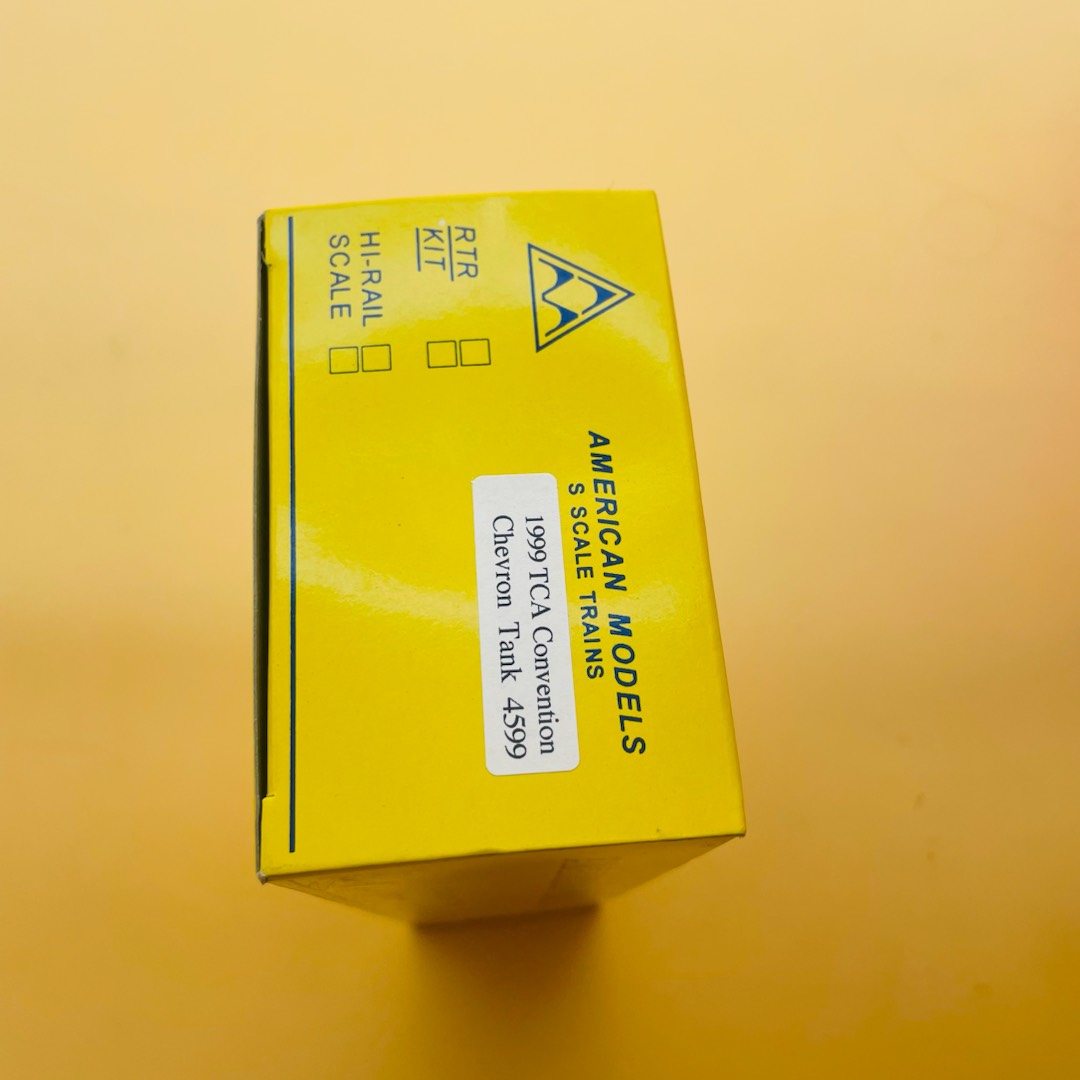 AMERICAN MODELS
S SCALE TRAINS
1999 TCA Convention
Chevron Tank 4599
RTR
KIT
HI-RAIL
SCALE